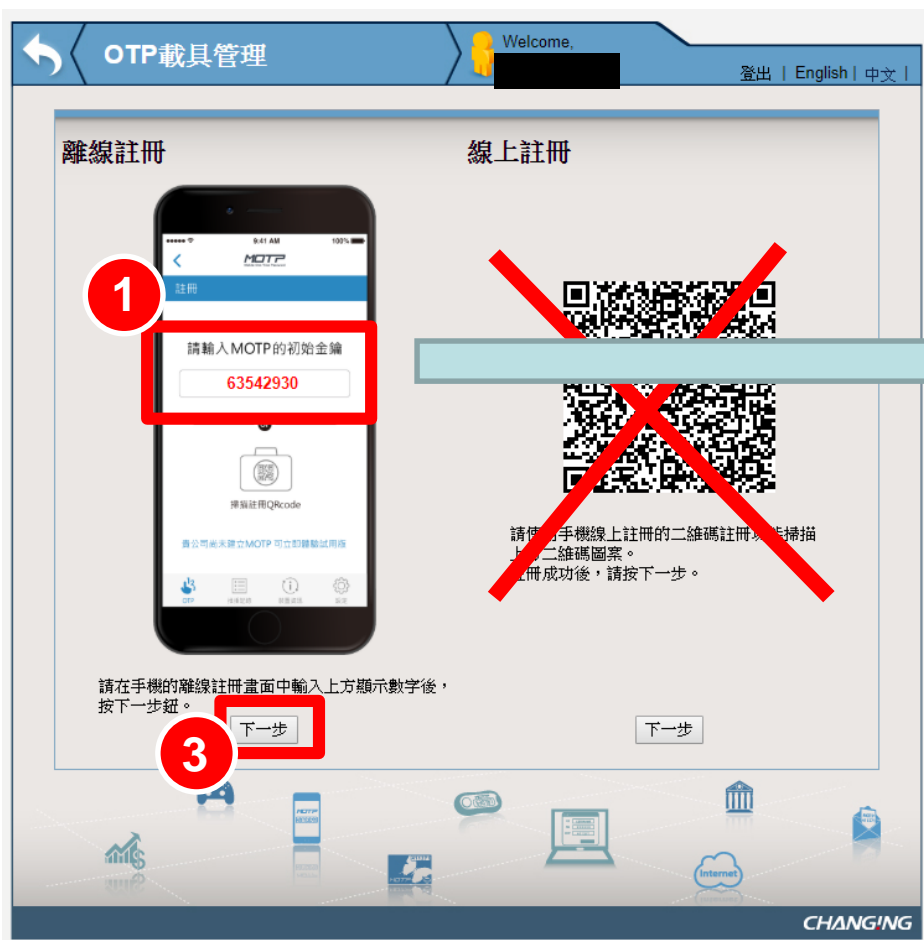 OTP載具管理
Welcome,
登出 | English | 中文 |
離線註冊
線上註冊
9:41 AM
100%
MOTP
註冊
1
請輸入MOTP的初始金鑰
63542930
掃描註冊QRcode
貴公司尚未建立MOTP 可立即體驗試用版
OTP
設定
請在手機的離線註冊畫面中輸入上方顯示數字後，
按下一步鈕。
3
下一步
請使
手機線上註冊的二維碼註冊
掃描
二維碼圖案。
冊成功後，請按下一步。
下一步
MOTP
Internet
CHANG!NG